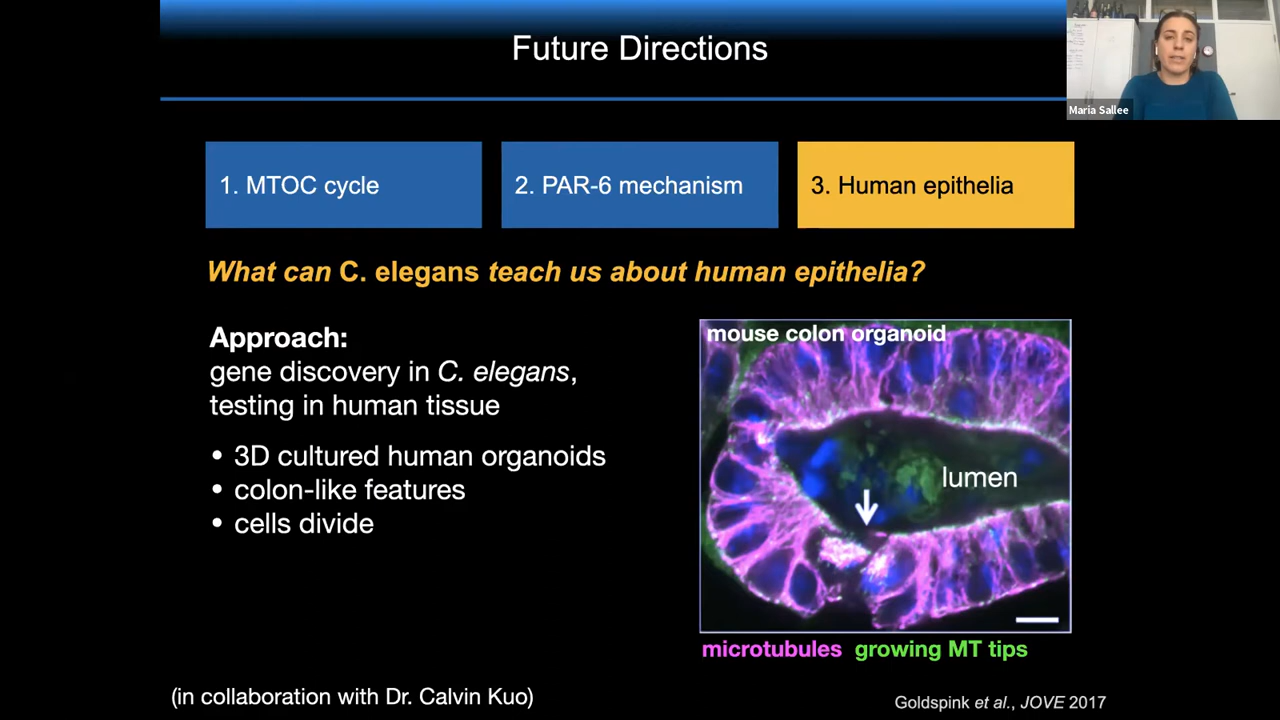 Future Directions
Maria Sallee
1. MTOC cycle
2. PAR-6 mechanism
3. Human epithelia
What can C. elegans teach us about human epithelia?
Approach:
gene discovery in C. elegans,
testing in human tissue
• 3D cultured human organoids
• colon-like features
• cells divide
mouse colon organoid
lumen
microtubules growing MT tips
(in collaboration with Dr. Calvin Kuo)
Goldspink et al., JOVE 2017